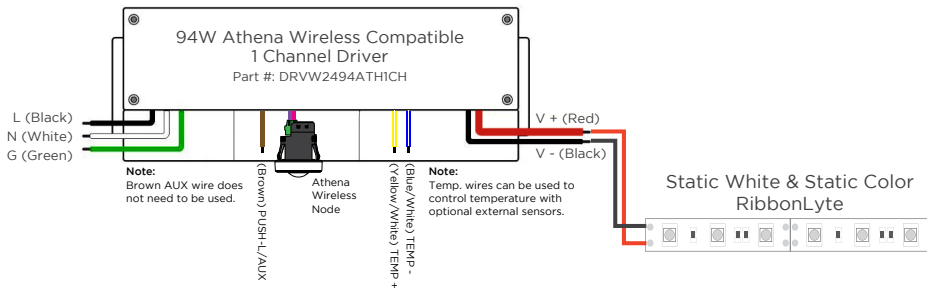 94W Athena Wireless Compatible
1 Channel Driver
Part #: DRVW2494ATH1CH
L (Black)
N (White)
G (Green)
V + (Red)
V - (Black)
Note:
Brown AUX wire does
not need to be used.
(Brown) PUSH-L/AUX
Athena
Wireless
Node
(Yellow/White) TEMP +
(Blue/White) TEMP -
Note:
Temp. wires can be used to
control temperature with
optional external sensors.
Static White & Static Color
RibbonLyte